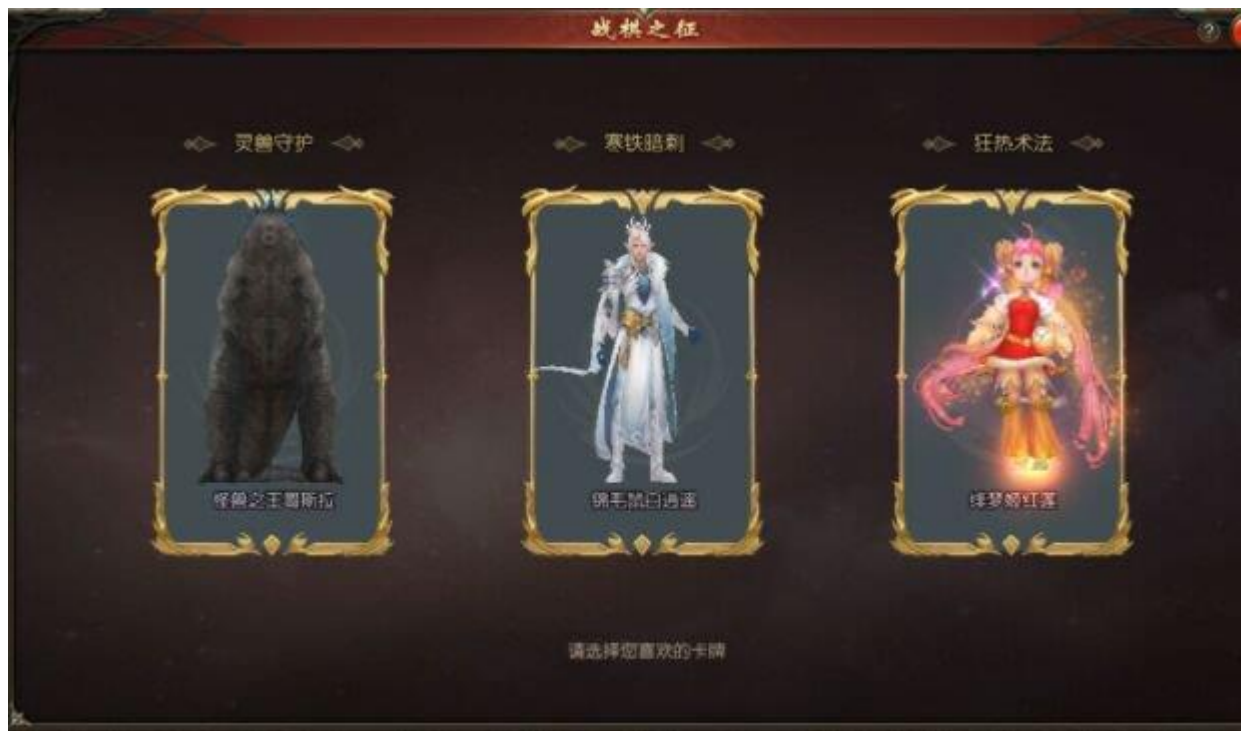 战棋之征
?
灵兽守护
寒铁暗刺
狂热术法
怪兽之王哥斯拉
锦毛鼠白逍遥
绯梦姬红莲
请选择您喜欢的卡牌